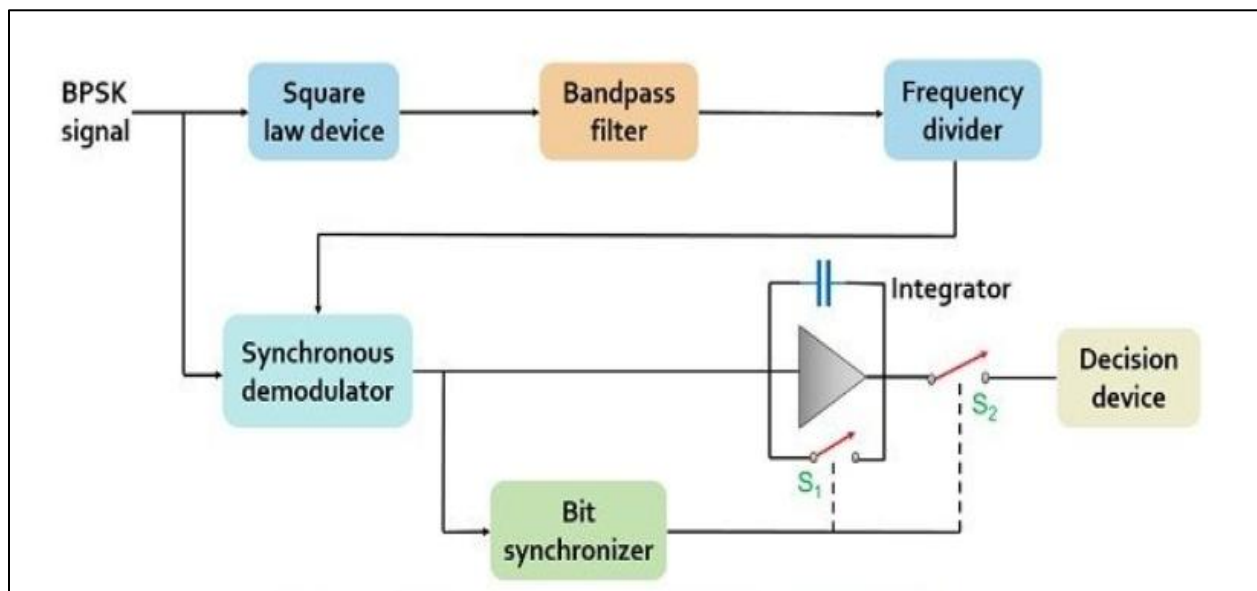 BPSK
signal
Square
law device
Bandpass
filter
Frequency
divider
Synchronous
demodulator
Integrator
S₁
S₂
Decision
device
Bit
synchronizer